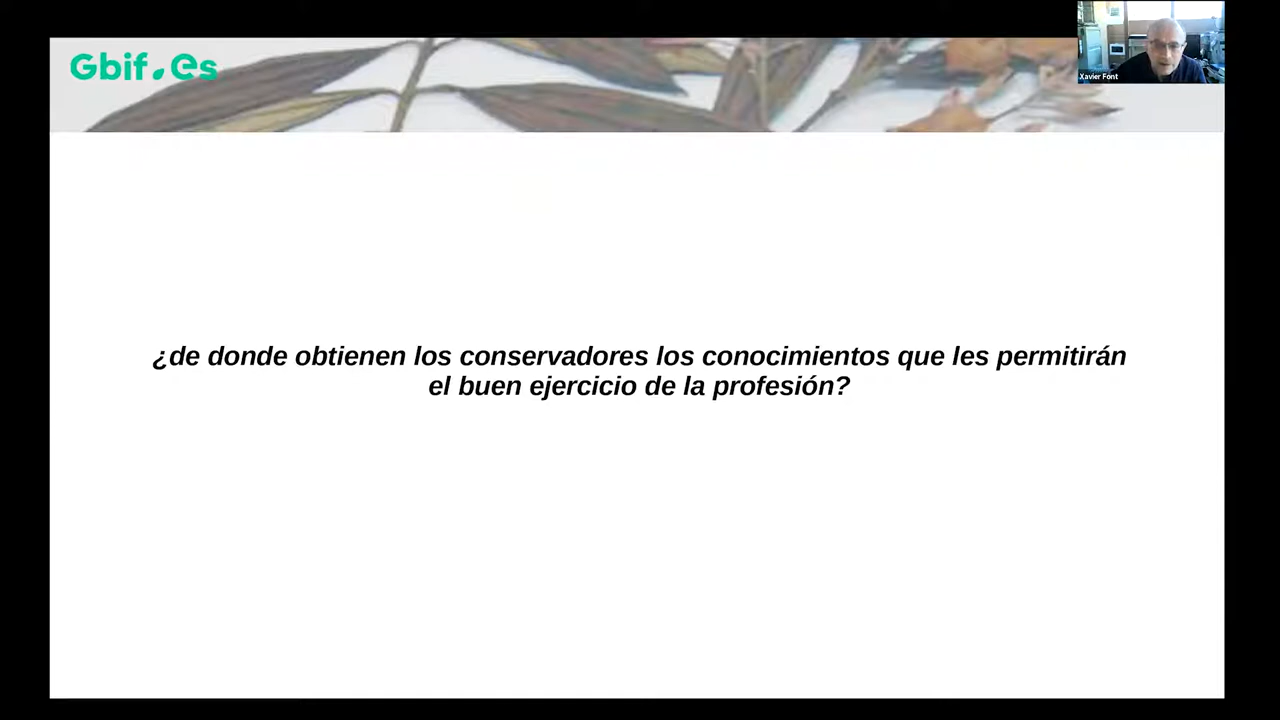 Gbif.es
Xavier Font
¿de donde obtienen los conservadores los conocimientos que les permitirán
el buen ejercicio de la profesión?